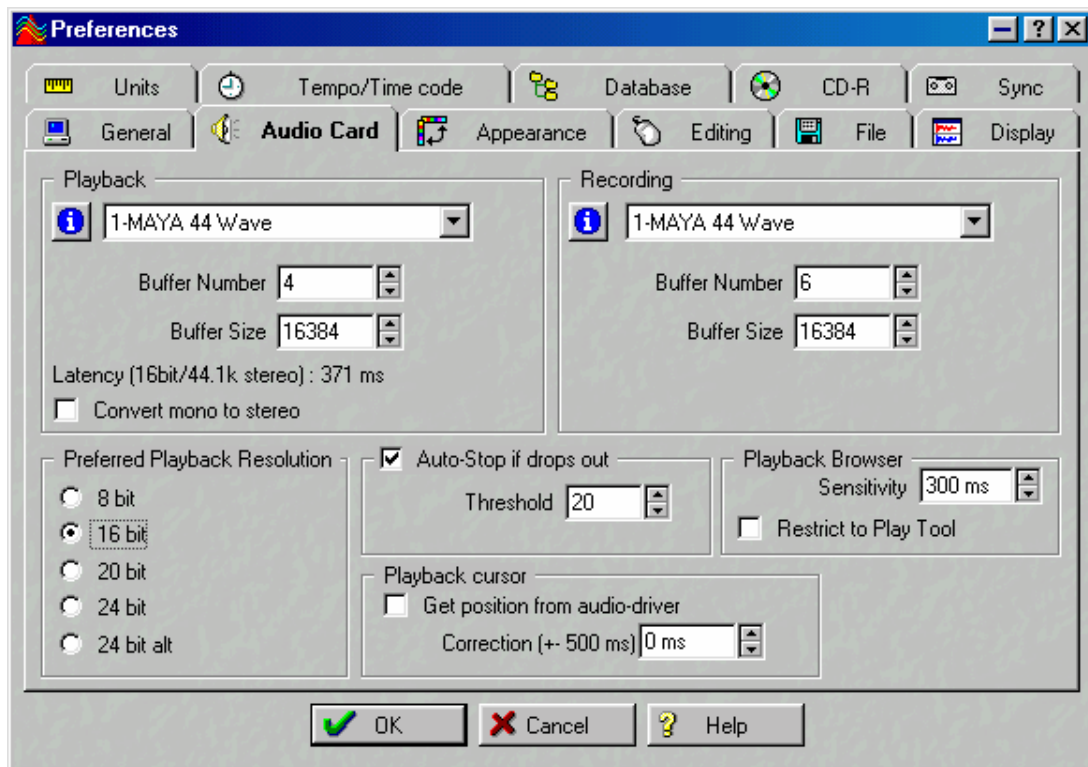 Preferences
Units Tempo/Time code Database CD-R Sync
General Audio Card Appearance Editing File Display
Playback
1-MAYA 44 Wave
Buffer Number 4
Buffer Size 16384
Latency (16bit/44.1k stereo) : 371 ms
Convert mono to stereo
Recording
1-MAYA 44 Wave
Buffer Number 6
Buffer Size 16384
Preferred Playback Resolution
8 bit
16 bit
20 bit
24 bit
24 bit alt
Auto-Stop if drops out
Threshold 20
Playback Browser
Sensitivity 300 ms
Restrict to Play Tool
Playback cursor
Get position from audio-driver
Correction (+- 500 ms) 0 ms
OK Cancel Help